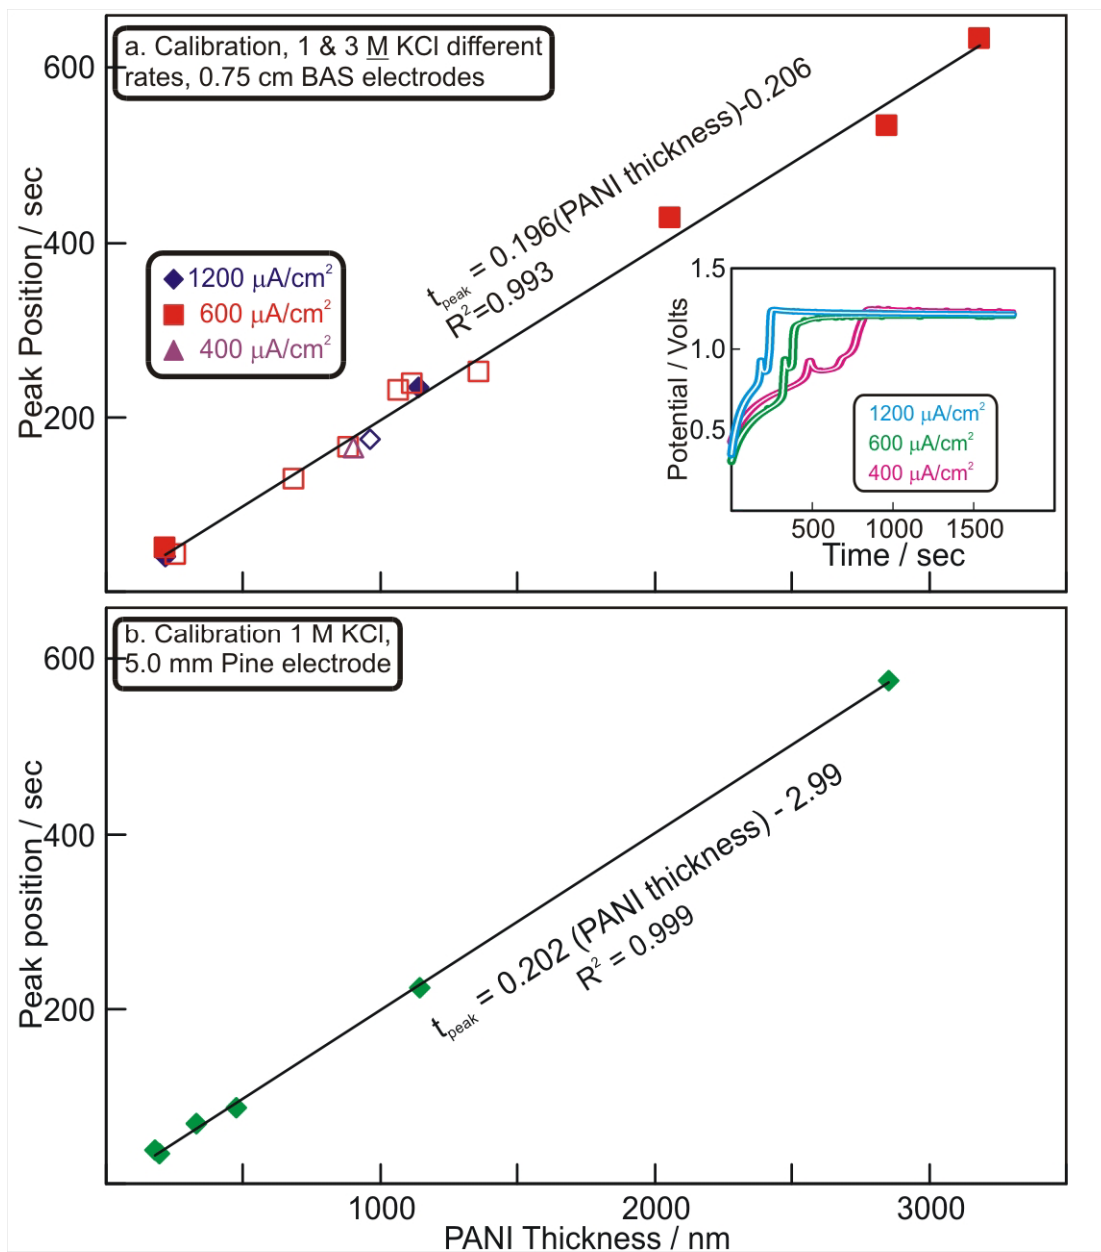 a. Calibration, 1 & 3 M KCl different
rates, 0.75 cm BAS electrodes
600
400
200
Peak Position / sec
1200 μA/cm²
600 μA/cm²
400 μA/cm²
t_peak = 0.196(PANI thickness)-0.206
R²=0.993
1.5
1.0
0.5
Potential / Volts
1200 μA/cm²
600 μA/cm²
400 μA/cm²
500 1000 1500
Time / sec
b. Calibration 1 M KCl,
5.0 mm Pine electrode
600
400
200
Peak position / sec
t_peak = 0.202 (PANI thickness) - 2.99
R² = 0.999
1000 2000 3000
PANI Thickness / nm